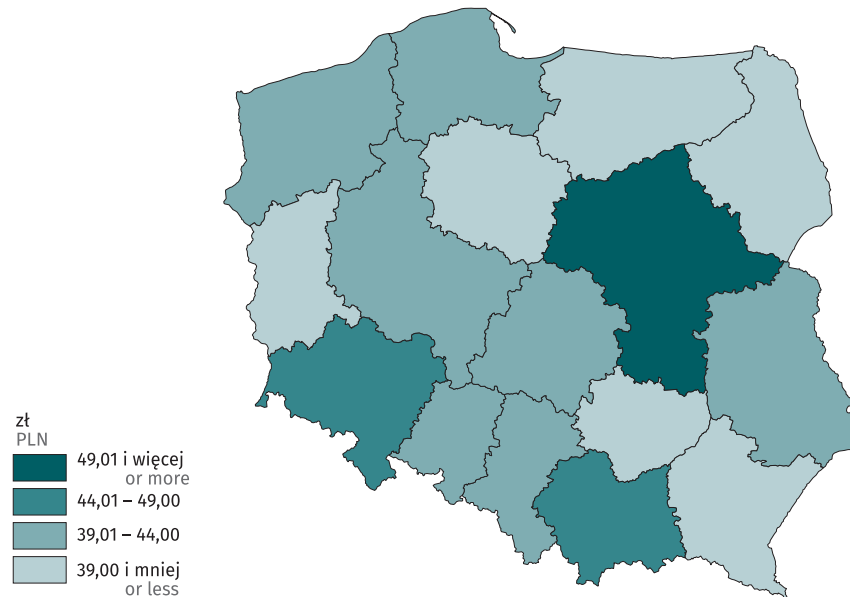 zł
PLN
49,01 i więcej
or more
44,01 – 49,00
39,01 – 44,00
39,00 i mniej
or less